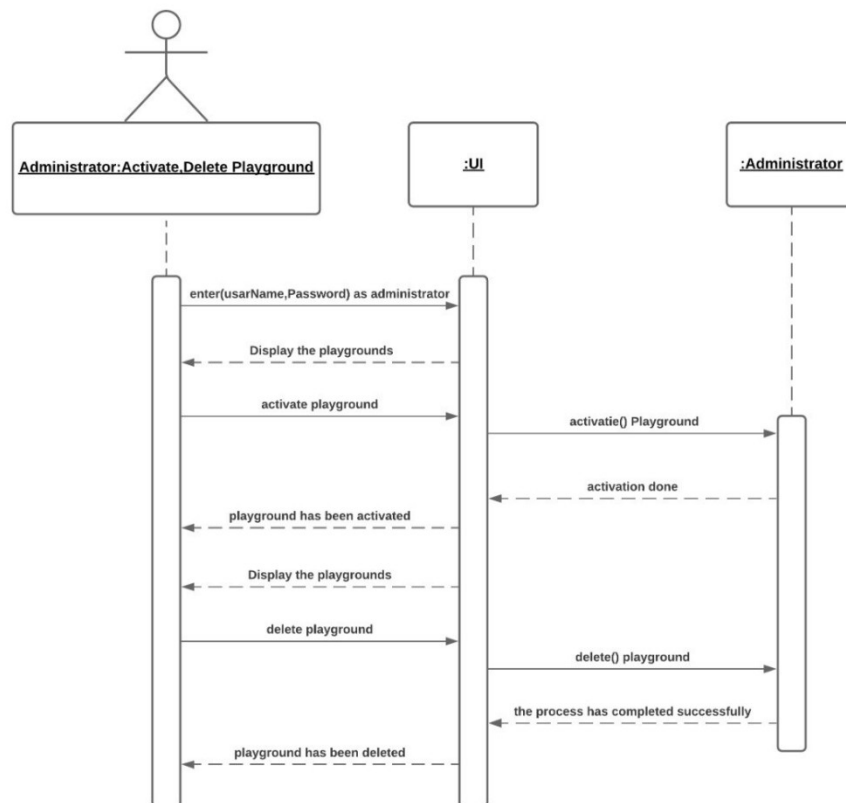 Administrator:Activate,Delete Playground
:UI
:Administrator
enter(usarName,Password) as administrator
Display the playgrounds
activate playground
activatie() Playground
activation done
playground has been activated
Display the playgrounds
delete playground
delete() playground
the process has completed successfully
playground has been deleted